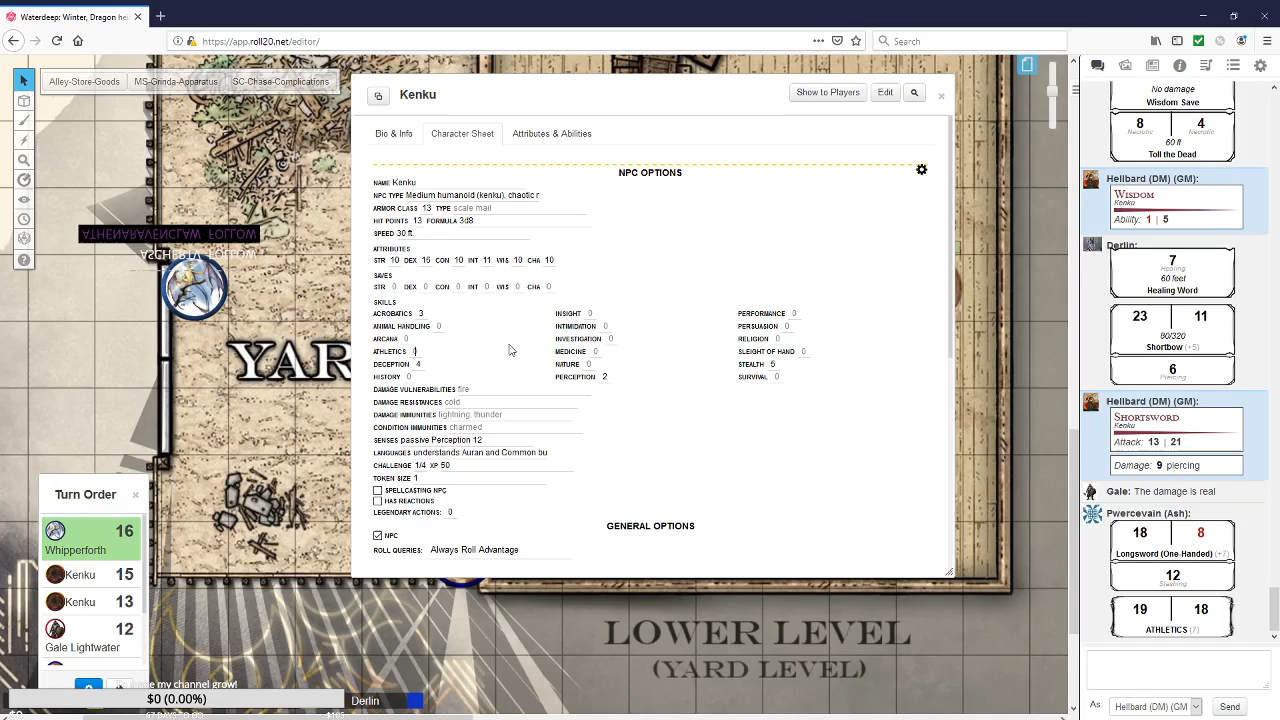 Waterdeep: Winter, Dragon hei
https://app.roll20.net/editor/
Search
Alley-Store-Goods
MS-Grinda-Apparatus
SC-Chase-Complications
ATHENARAVENCLAW FOLLOW
YAR
LOWER LEVEL
(YARD LEVEL)
Kenku
Show to Players
Edit
Bio & Info
Character Sheet
Attributes & Abilities
NPC OPTIONS
NAME Kenku
NPC TYPE Medium humanoid (kenku), chaotic r
ARMOR CLASS 13 TYPE scale mail
HIT POINTS 13 FORMULA 3d8
SPEED 30 ft.
ATTRIBUTES
STR 10 DEX 16 CON 10 INT 11 WIS 10 CHA 10
SAVES
STR 0 DEX 0 CON 0 INT 0 WIS 0 CHA 0
SKILLS
ACROBATICS 3 INSIGHT 0 PERFORMANCE 0
ANIMAL HANDLING 0 INTIMIDATION 0 PERSUASION 0
ARCANA 0 INVESTIGATION 0 RELIGION 0
ATHLETICS 0 MEDICINE 0 SLEIGHT OF HAND 0
DECEPTION 4 NATURE 0 STEALTH 5
HISTORY 0 PERCEPTION 2 SURVIVAL 0
DAMAGE VULNERABILITIES fire
DAMAGE RESISTANCES cold
DAMAGE IMMUNITIES lightning, thunder
CONDITION IMMUNITIES charmed
SENSES passive Perception 12
LANGUAGES understands Auran and Common bu
CHALLENGE 1/4 XP 50
TOKEN SIZE 1
SPELLCASTING NPC
HAS REACTIONS
LEGENDARY ACTIONS: 0
GENERAL OPTIONS
NPC
ROLL QUERIES: Always Roll Advantage
Turn Order
16
Whipperforth
Kenku 15
Kenku 13
12
Gale Lightwater
my channel grow!
$0 (0.00%)
Derlin
No damage
Wisdom Save
8 4
Necrotic Necrotic
60 ft
Toll the Dead
Hellbard (DM) (GM):
WISDOM
Kenku
Ability: 1 | 5
Derlin:
7
Healing
60 feet
Healing Word
23 11
80/320
Shortbow (+5)
6
Piercing
Hellbard (DM) (GM):
SHORTSWORD
Kenku
Attack: 13 | 21
Damage: 9 piercing
Gale: The damage is real
Pwercevain (Ash):
18 8
Longsword (One-Handed) (+7)
12
Slashing
19 18
ATHLETICS (7)
As: Hellbard (DM) (GM
Send